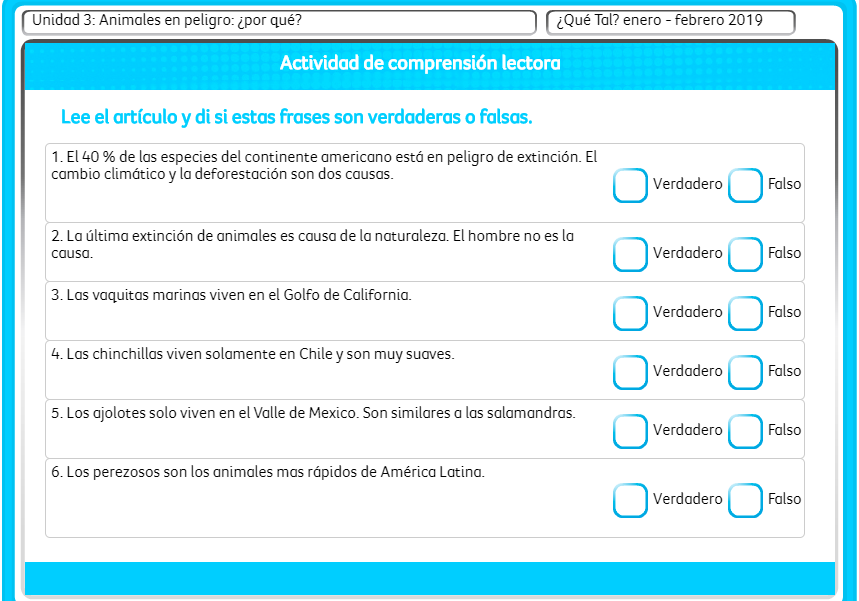 Unidad 3: Animales en peligro: ¿por qué?
¿Qué Tal? enero - febrero 2019
Actividad de comprensión lectora
Lee el artículo y di si estas frases son verdaderas o falsas.
1. El 40 % de las especies del continente americano está en peligro de extinción. El
cambio climático y la deforestación son dos causas.
Verdadero Falso
2. La última extinción de animales es causa de la naturaleza. El hombre no es la
causa.
Verdadero Falso
3. Las vaquitas marinas viven en el Golfo de California.
Verdadero Falso
4. Las chinchillas viven solamente en Chile y son muy suaves.
Verdadero Falso
5. Los ajolotes solo viven en el Valle de Mexico. Son similares a las salamandras.
Verdadero Falso
6. Los perezosos son los animales mas rápidos de América Latina.
Verdadero Falso